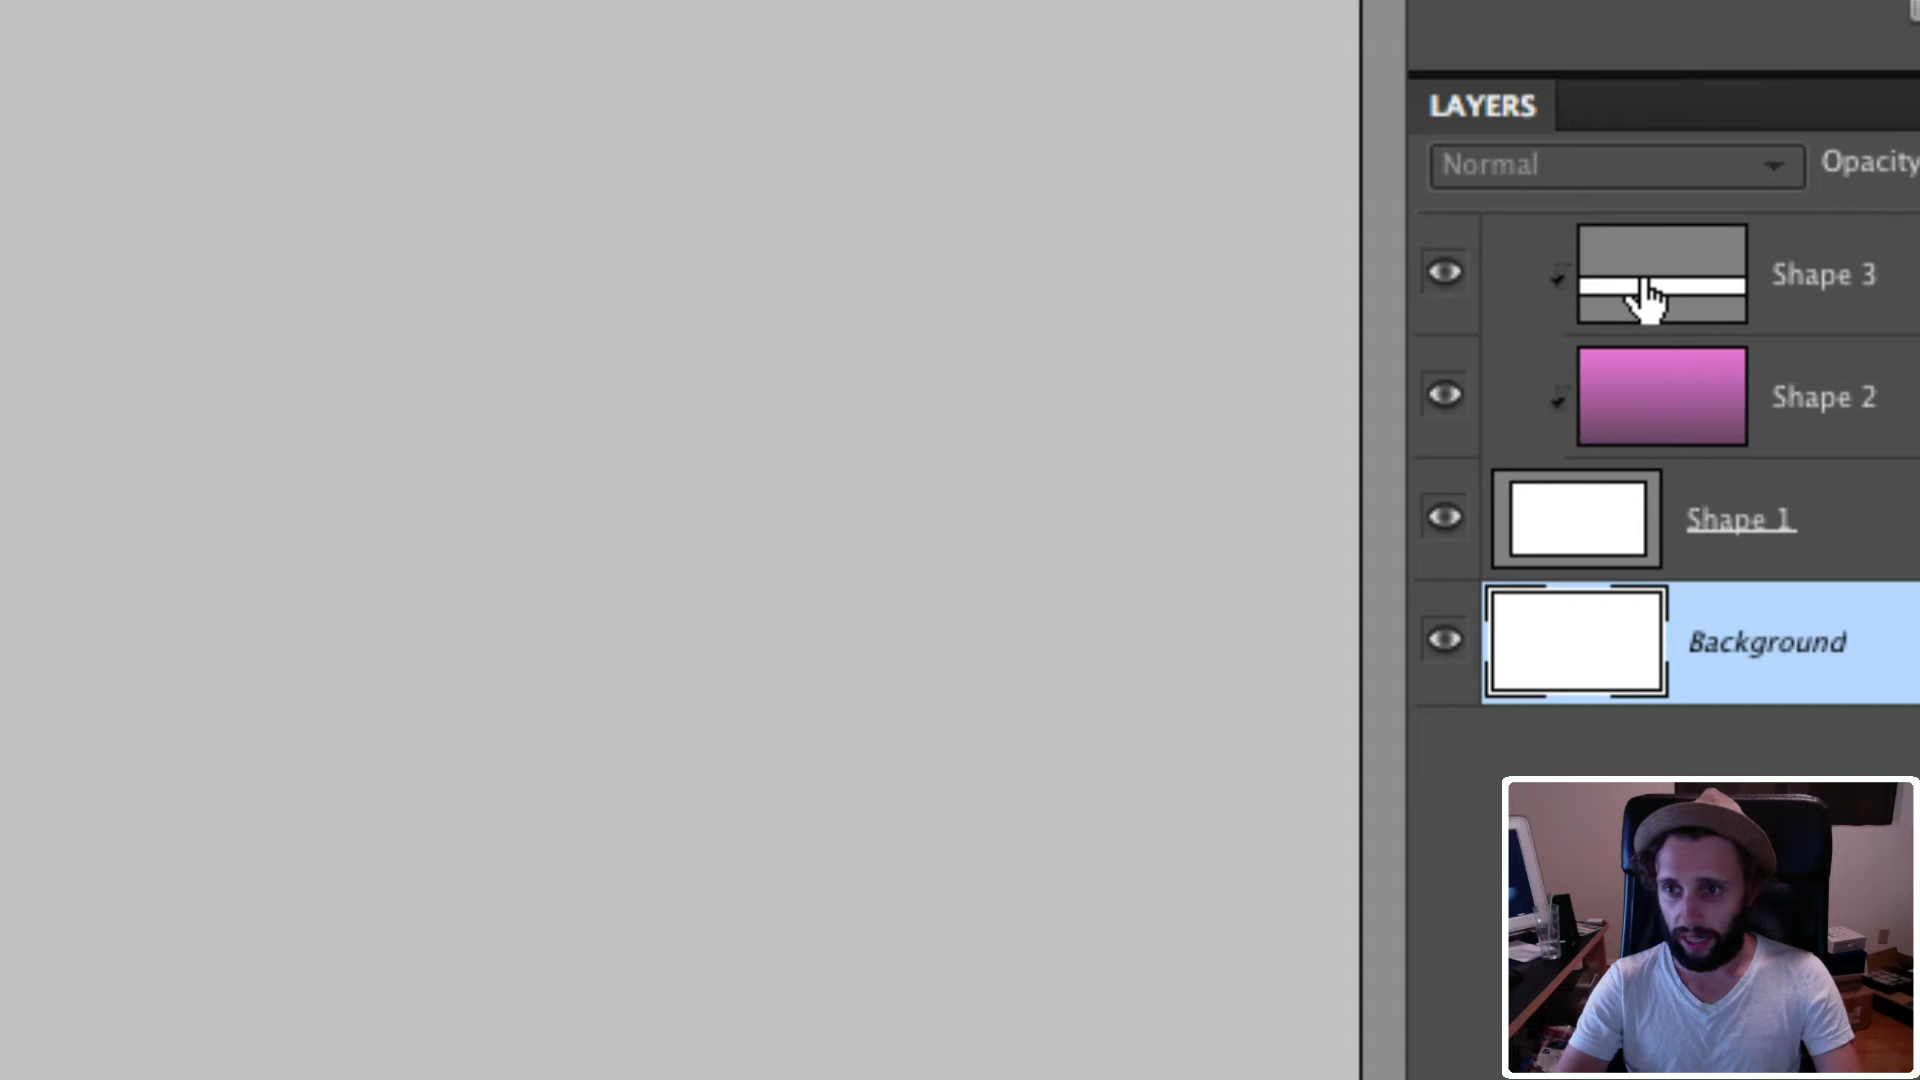 LAYERS
Normal
Opacity
Shape 3
Shape 2
Shape 1
Background